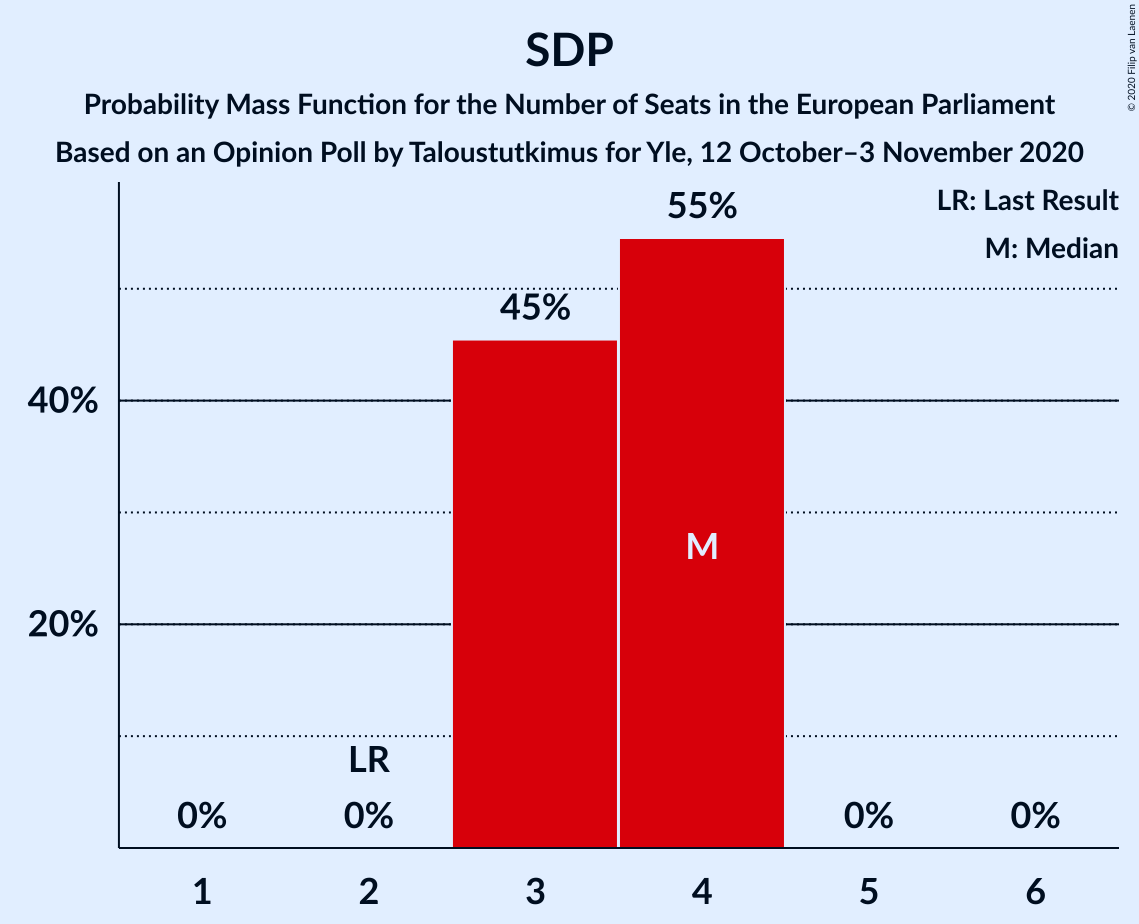 SDP
Probability Mass Function for the Number of Seats in the European Parliament
Based on an Opinion Poll by Taloustutkimus for Yle, 12 October–3 November 2020
© 2020 Filip van Laenen
LR: Last Result
M: Median
55%
45%
40%
M
20%
LR
0%
0%
0%
0%
1
2
3
4
5
6